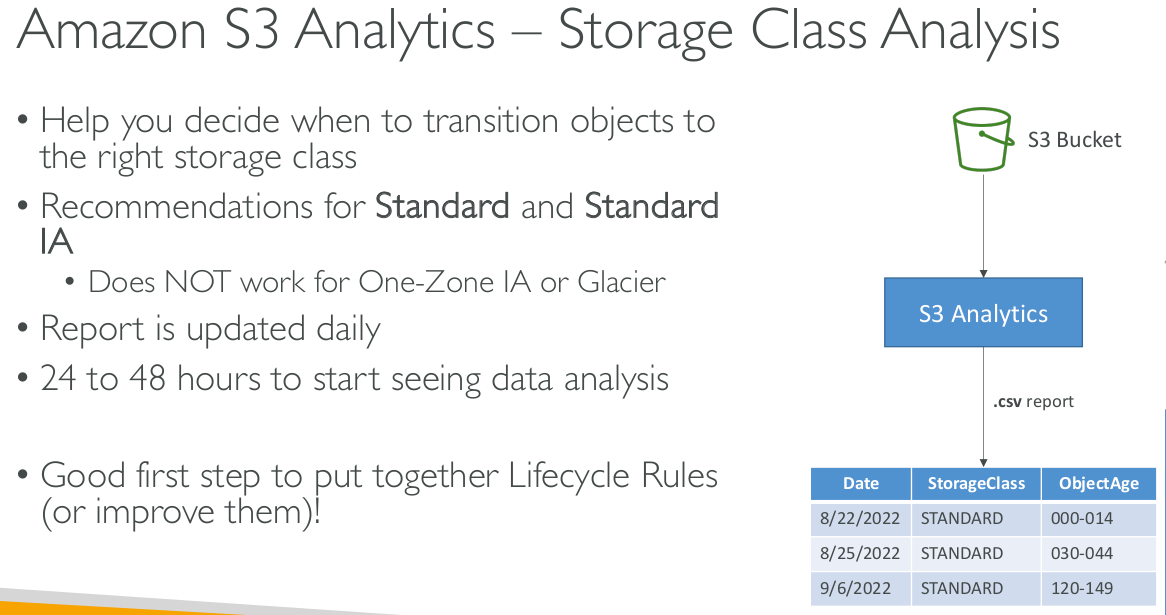 Amazon S3 Analytics – Storage Class Analysis
• Help you decide when to transition objects to
the right storage class
• Recommendations for Standard and Standard
IA
• Does NOT work for One-Zone IA or Glacier
• Report is updated daily
• 24 to 48 hours to start seeing data analysis
• Good first step to put together Lifecycle Rules
(or improve them)!
S3 Bucket
S3 Analytics
.csv report
Date StorageClass ObjectAge
8/22/2022 STANDARD 000-014
8/25/2022 STANDARD 030-044
9/6/2022 STANDARD 120-149